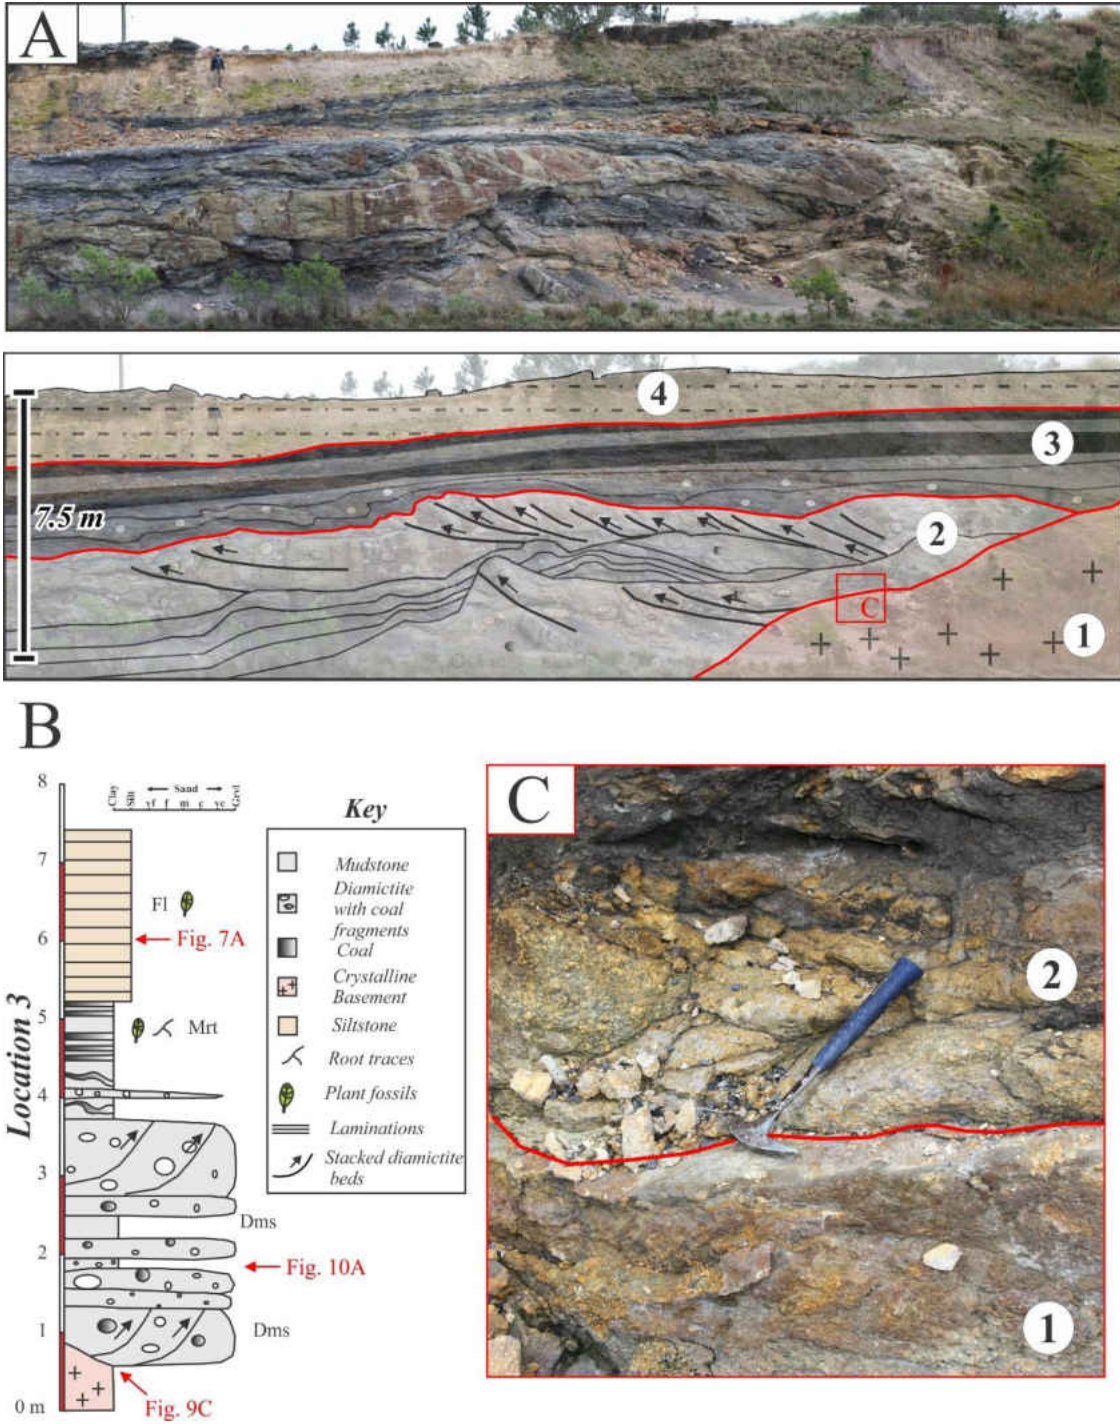 A
4
3
7.5 m
2
C
1
B
8
7
6
5
4
3
2
1
0 m
Location 3
Clay
Silt
Sand
vf f m c vc
Grvl
Fl
Fig. 7A
Mrt
Dms
Fig. 10A
Dms
Fig. 9C
Key
Mudstone
Diamictite
with coal
fragments
Coal
Crystalline
Basement
Siltstone
Root traces
Plant fossils
Laminations
Stacked diamictite
beds
C
2
1